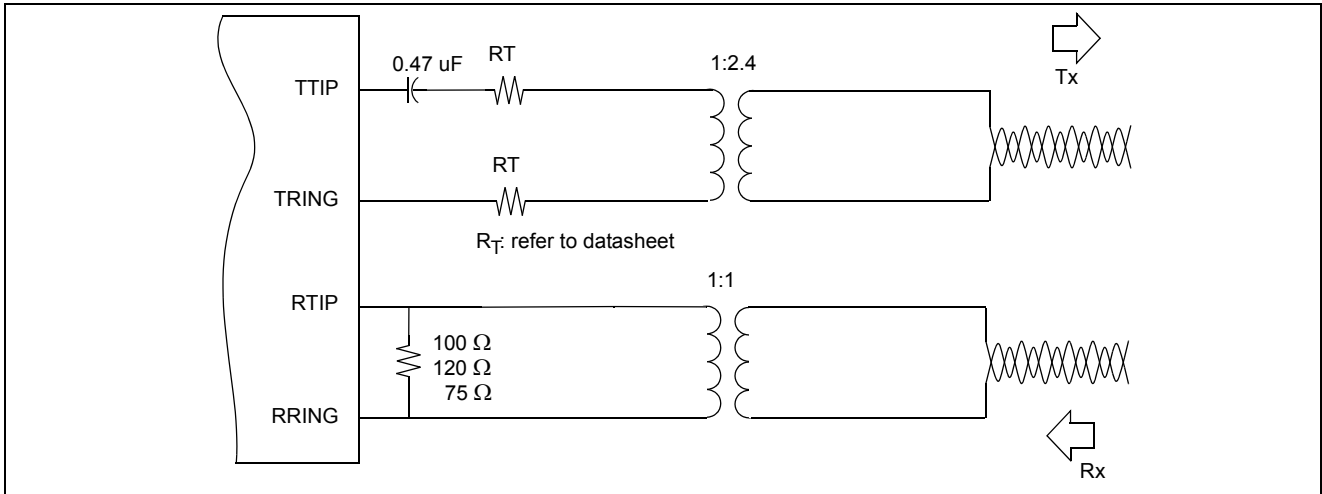 RT
0.47 uF
1:2.4
Tx
TTIP
RT
TRING
RT: refer to datasheet
1:1
RTIP
100 Ω
120 Ω
75 Ω
RRING
Rx